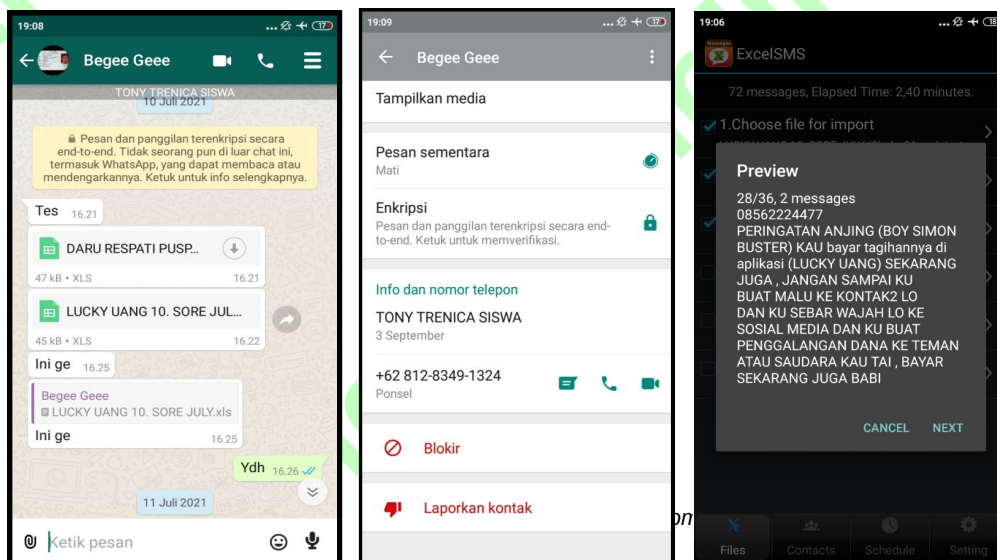 19:08
17
Begee Geee
TONY TRENICA SISWA
10 Juli 2021
Pesan dan panggilan terenkripsi secara
end-to-end. Tidak seorang pun di luar chat ini,
termasuk WhatsApp, yang dapat membaca atau
mendengarkannya. Ketuk untuk info selengkapnya.
Tes 16.21
DARU RESPATI PUSP...
47 kB • XLS 16.21
LUCKY UANG 10. SORE JUL...
45 kB • XLS 16.22
Ini ge 16.25
Begee Geee
LUCKY UANG 10. SORE JULY.xls
Ini ge 16.25
Ydh 16.26
11 Juli 2021
Ketik pesan
19:09
17
Begee Geee
Tampilkan media
Pesan sementara
Mati
Enkripsi
Pesan dan panggilan terenkripsi secara end-
to-end. Ketuk untuk memverifikasi.
Info dan nomor telepon
TONY TRENICA SISWA
3 September
+62 812-8349-1324
Ponsel
Blokir
Laporkan kontak
19:06
18
Messages
ExcelSMS
72 messages, Elapsed Time: 2,40 minutes.
1.Choose file for import
Preview
28/36, 2 messages
08562224477
PERINGATAN ANJING (BOY SIMON
BUSTER) KAU bayar tagihannya di
aplikasi (LUCKY UANG) SEKARANG
JUGA , JANGAN SAMPAI KU
BUAT MALU KE KONTAK2 LO
DAN KU SEBAR WAJAH LO KE
SOSIAL MEDIA DAN KU BUAT
PENGGALANGAN DANA KE TEMAN
ATAU SAUDARA KAU TAI , BAYAR
SEKARANG JUGA BABI
CANCEL NEXT
Files Contacts Schedule Setting